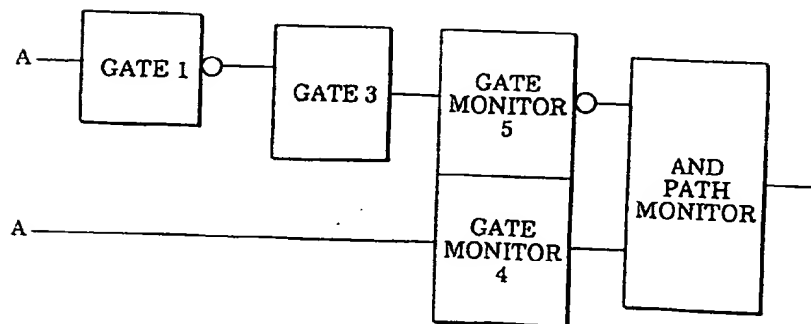 A
GATE 1
GATE 3
GATE
MONITOR
5
AND
PATH
MONITOR
A
GATE
MONITOR
4